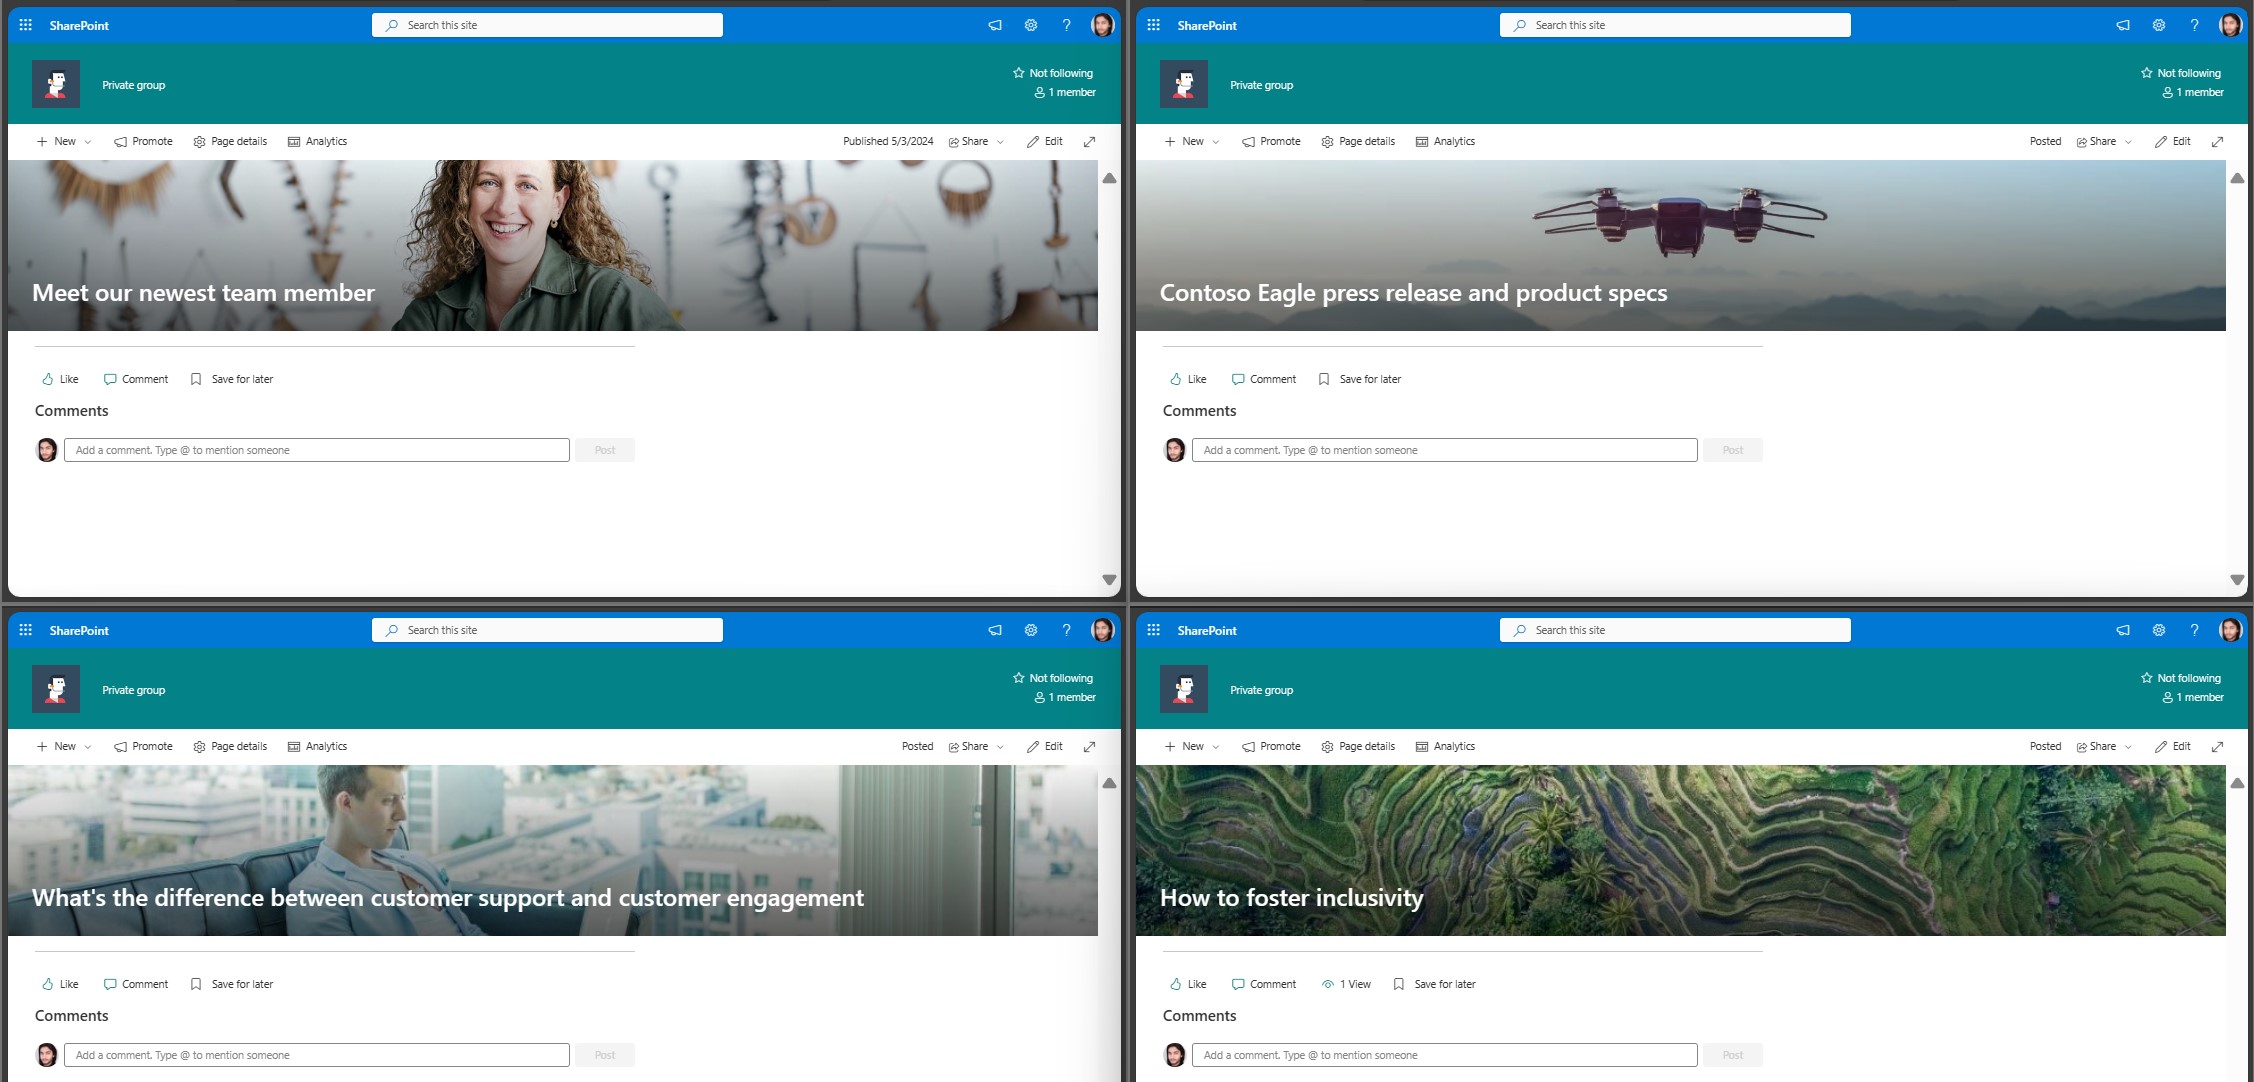 SharePoint
Search this site
?
Private group
Not following
1 member
New
Promote
Page details
Analytics
Published 5/3/2024
Share
Edit
Meet our newest team member
Like
Comment
Save for later
Comments
Add a comment. Type @ to mention someone
Post
SharePoint
Search this site
?
Private group
Not following
1 member
New
Promote
Page details
Analytics
Posted
Share
Edit
Contoso Eagle press release and product specs
Like
Comment
Save for later
Comments
Add a comment. Type @ to mention someone
Post
SharePoint
Search this site
?
Private group
Not following
1 member
New
Promote
Page details
Analytics
Posted
Share
Edit
What's the difference between customer support and customer engagement
Like
Comment
Save for later
Comments
Add a comment. Type @ to mention someone
Post
SharePoint
Search this site
?
Private group
Not following
1 member
New
Promote
Page details
Analytics
Posted
Share
Edit
How to foster inclusivity
Like
Comment
1 View
Save for later
Comments
Add a comment. Type @ to mention someone
Post